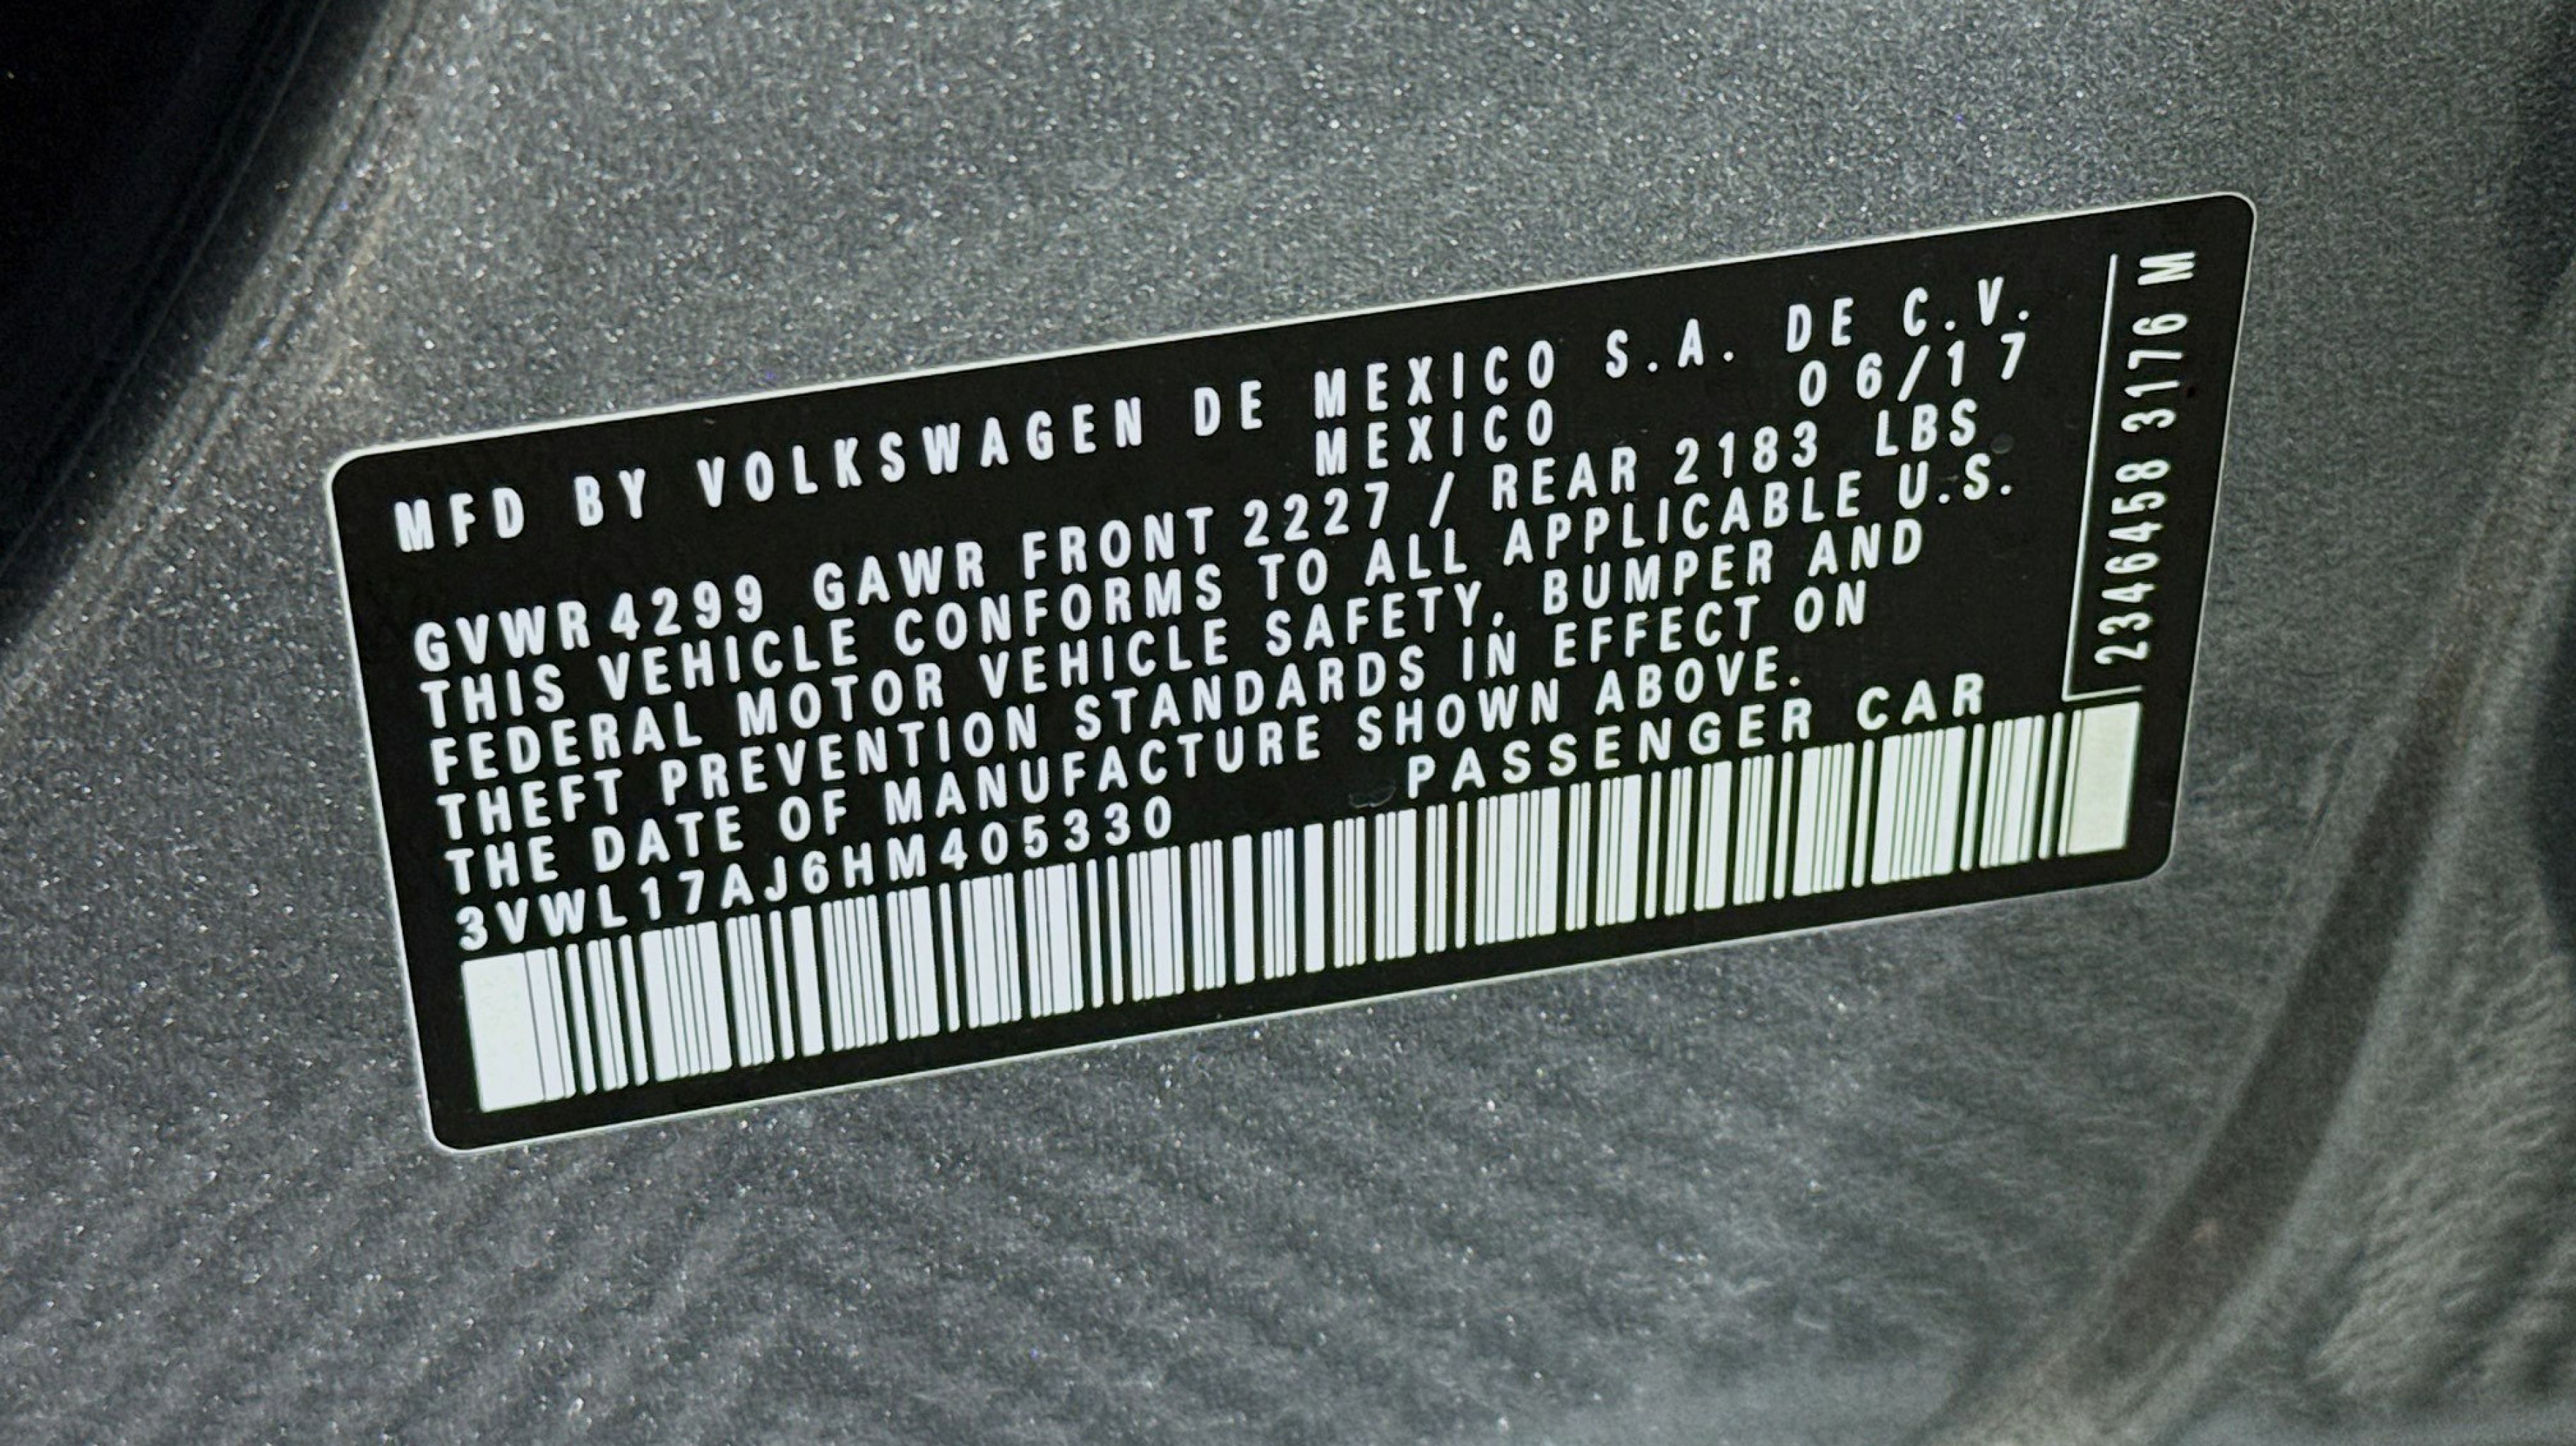 MFD BY VOLKSWAGEN DE MEXICO S.A. DE C.V.
MEXICO 06/17
GVWR 4299 GAWR FRONT 2227 / REAR 2183 LBS
THIS VEHICLE CONFORMS TO ALL APPLICABLE U.S.
FEDERAL MOTOR VEHICLE SAFETY, BUMPER AND
THEFT PREVENTION STANDARDS IN EFFECT ON
THE DATE OF MANUFACTURE SHOWN ABOVE.
3VWL17AJ6HM405330 PASSENGER CAR
2346458 3176 M